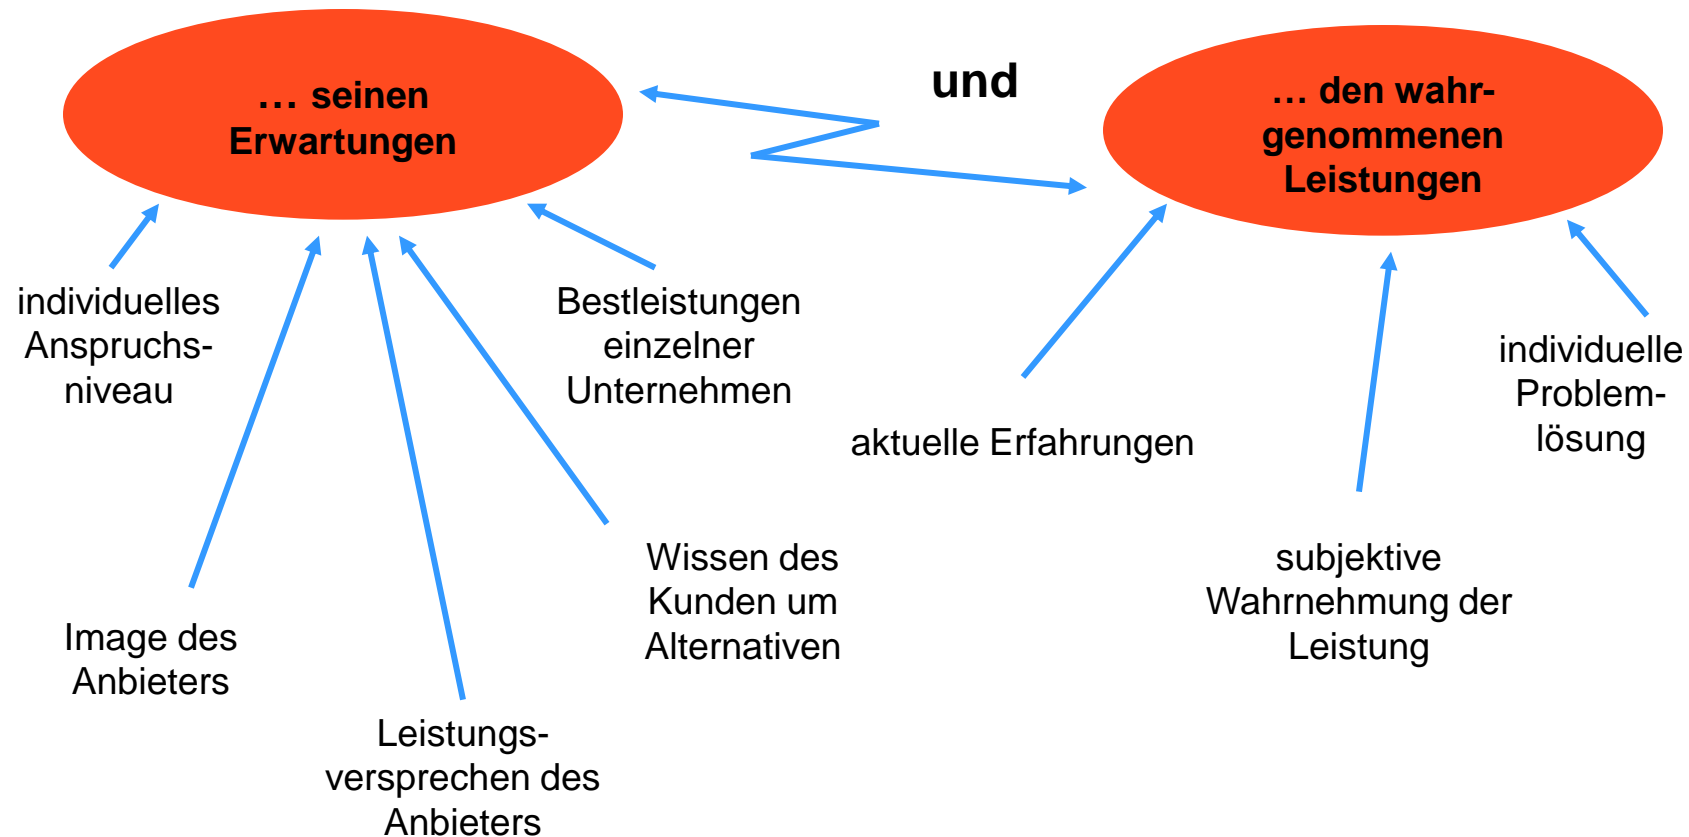 … seinen
Erwartungen
und
… den wahr-
genommenen
Leistungen
individuelles
Anspruchs-
niveau
Bestleistungen
einzelner
Unternehmen
individuelle
Problem-
lösung
aktuelle Erfahrungen
Image des
Anbieters
Wissen des
Kunden um
Alternativen
subjektive
Wahrnehmung der
Leistung
Leistungs-
versprechen des
Anbieters